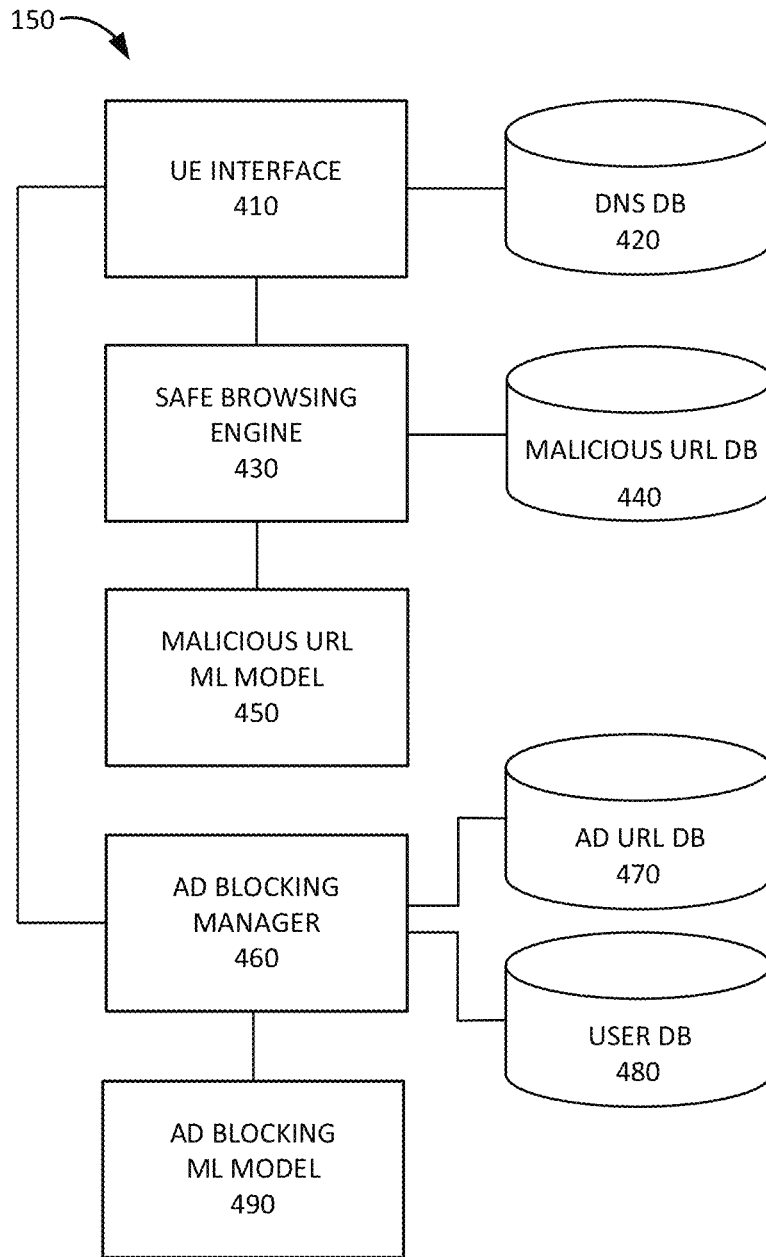 150
UE INTERFACE
410
DNS DB
420
SAFE BROWSING
ENGINE
430
MALICIOUS URL DB
440
MALICIOUS URL
ML MODEL
450
AD BLOCKING
MANAGER
460
AD URL DB
470
USER DB
480
AD BLOCKING
ML MODEL
490